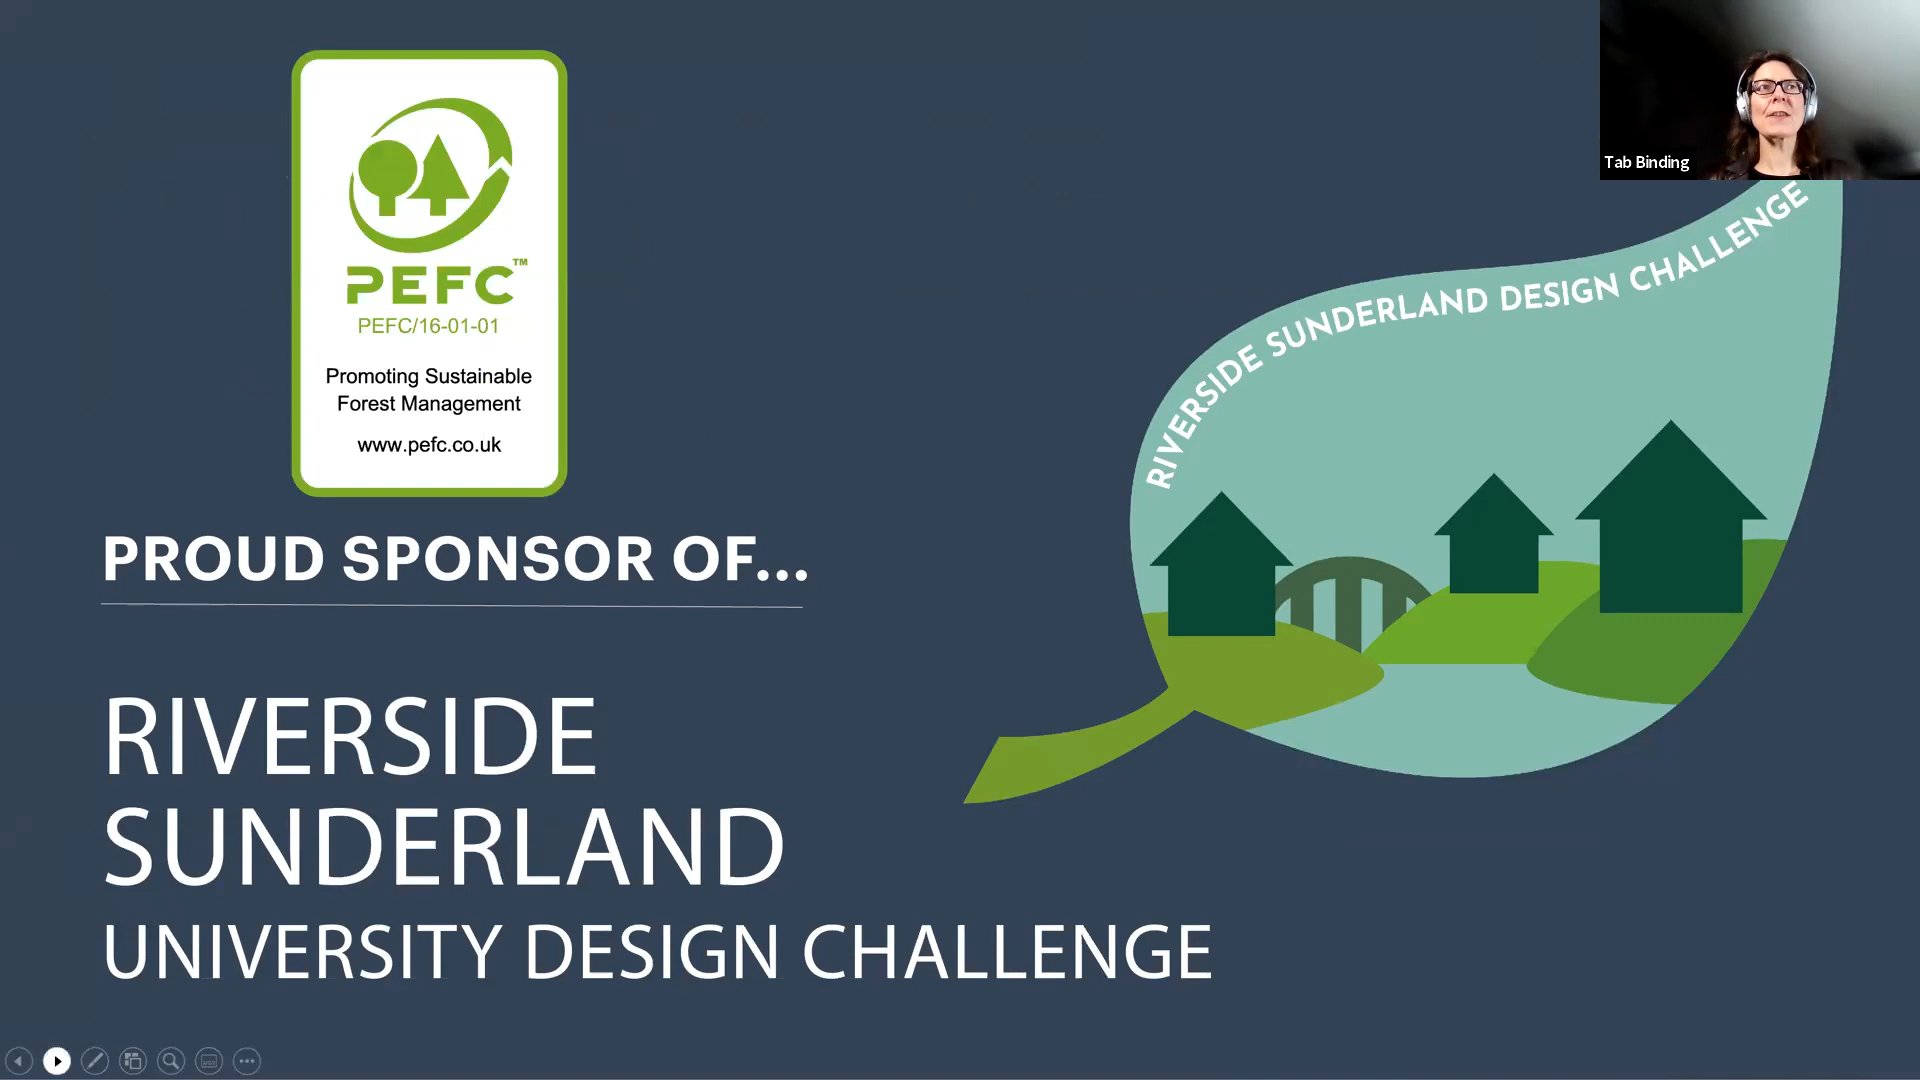 PEFC™
PEFC/16-01-01
Promoting Sustainable
Forest Management
www.pefc.co.uk
Tab Binding
RIVERSIDE SUNDERLAND DESIGN CHALLENGE
PROUD SPONSOR OF...
RIVERSIDE
SUNDERLAND
UNIVERSITY DESIGN CHALLENGE